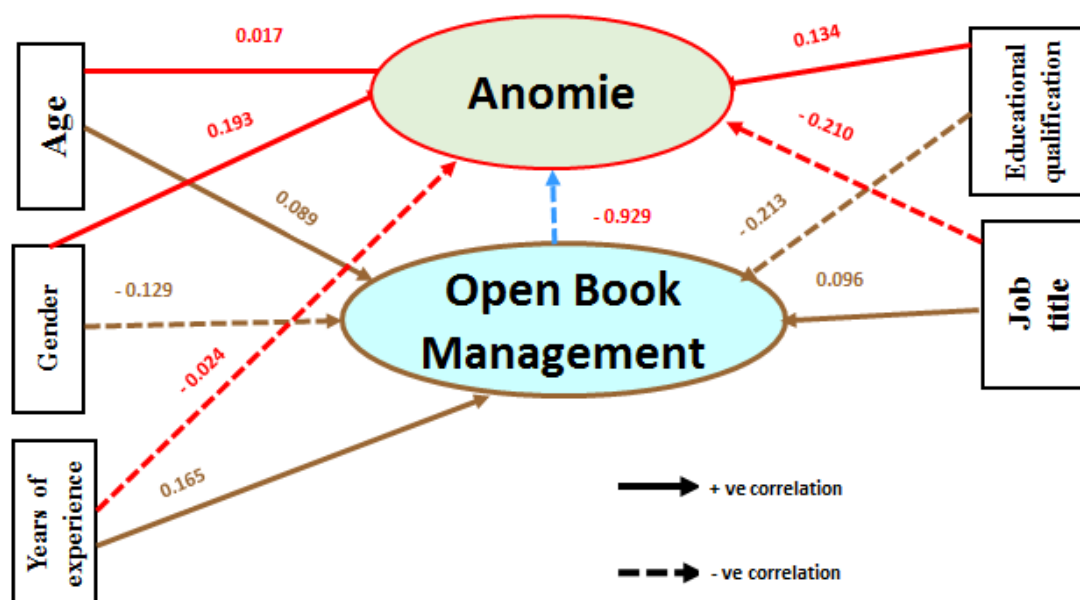 0.017
0.134
Age
Anomie
Educational
qualification
0.193
- 0.210
0.089
- 0.213
- 0.929
Gender
- 0.129
Open Book
Management
0.096
Job
title
- 0.024
Years of
experience
0.165
+ ve correlation
- ve correlation